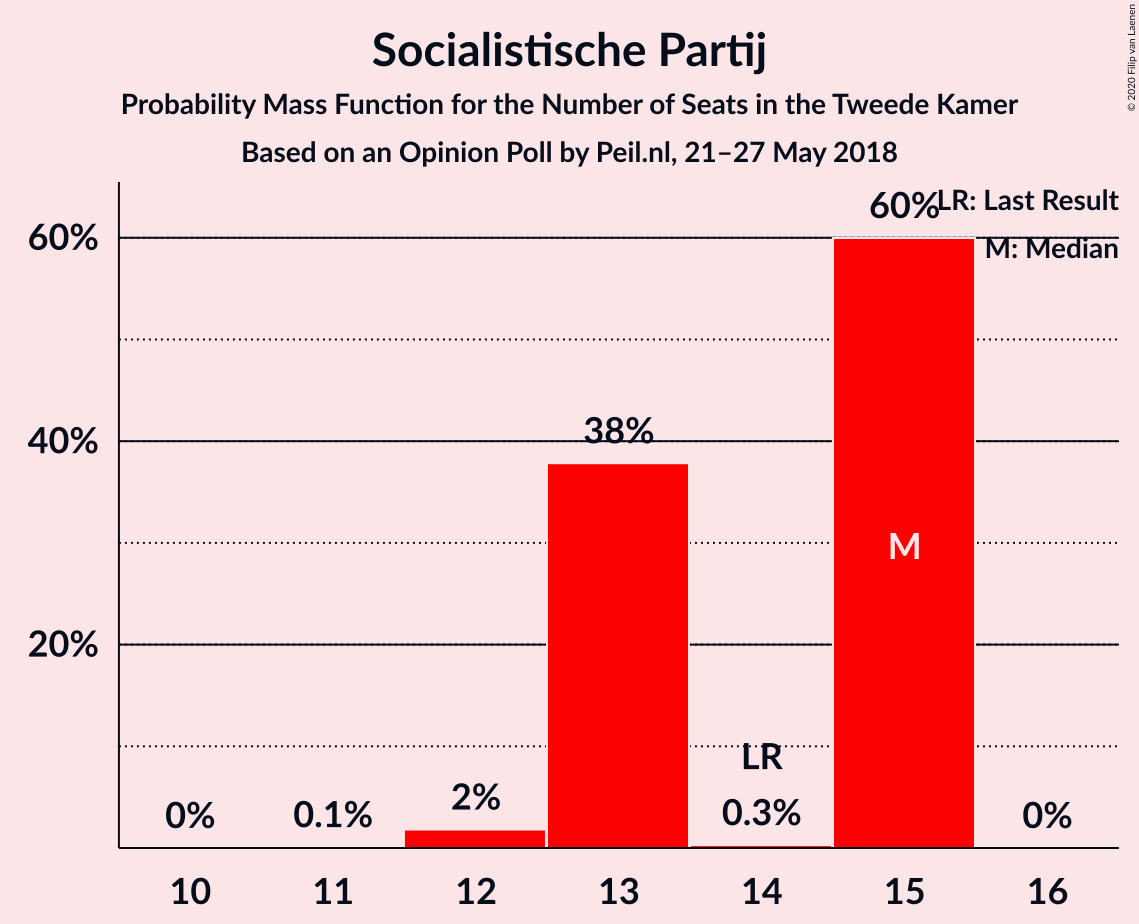 Socialistische Partij
Probability Mass Function for the Number of Seats in the Tweede Kamer
Based on an Opinion Poll by Peil.nl, 21–27 May 2018
© 2020 Filip van Laenen
LR: Last Result
M: Median
60%
40%
20%
0%
0.1%
2%
38%
LR
0.3%
60%
M
0%
10 11 12 13 14 15 16